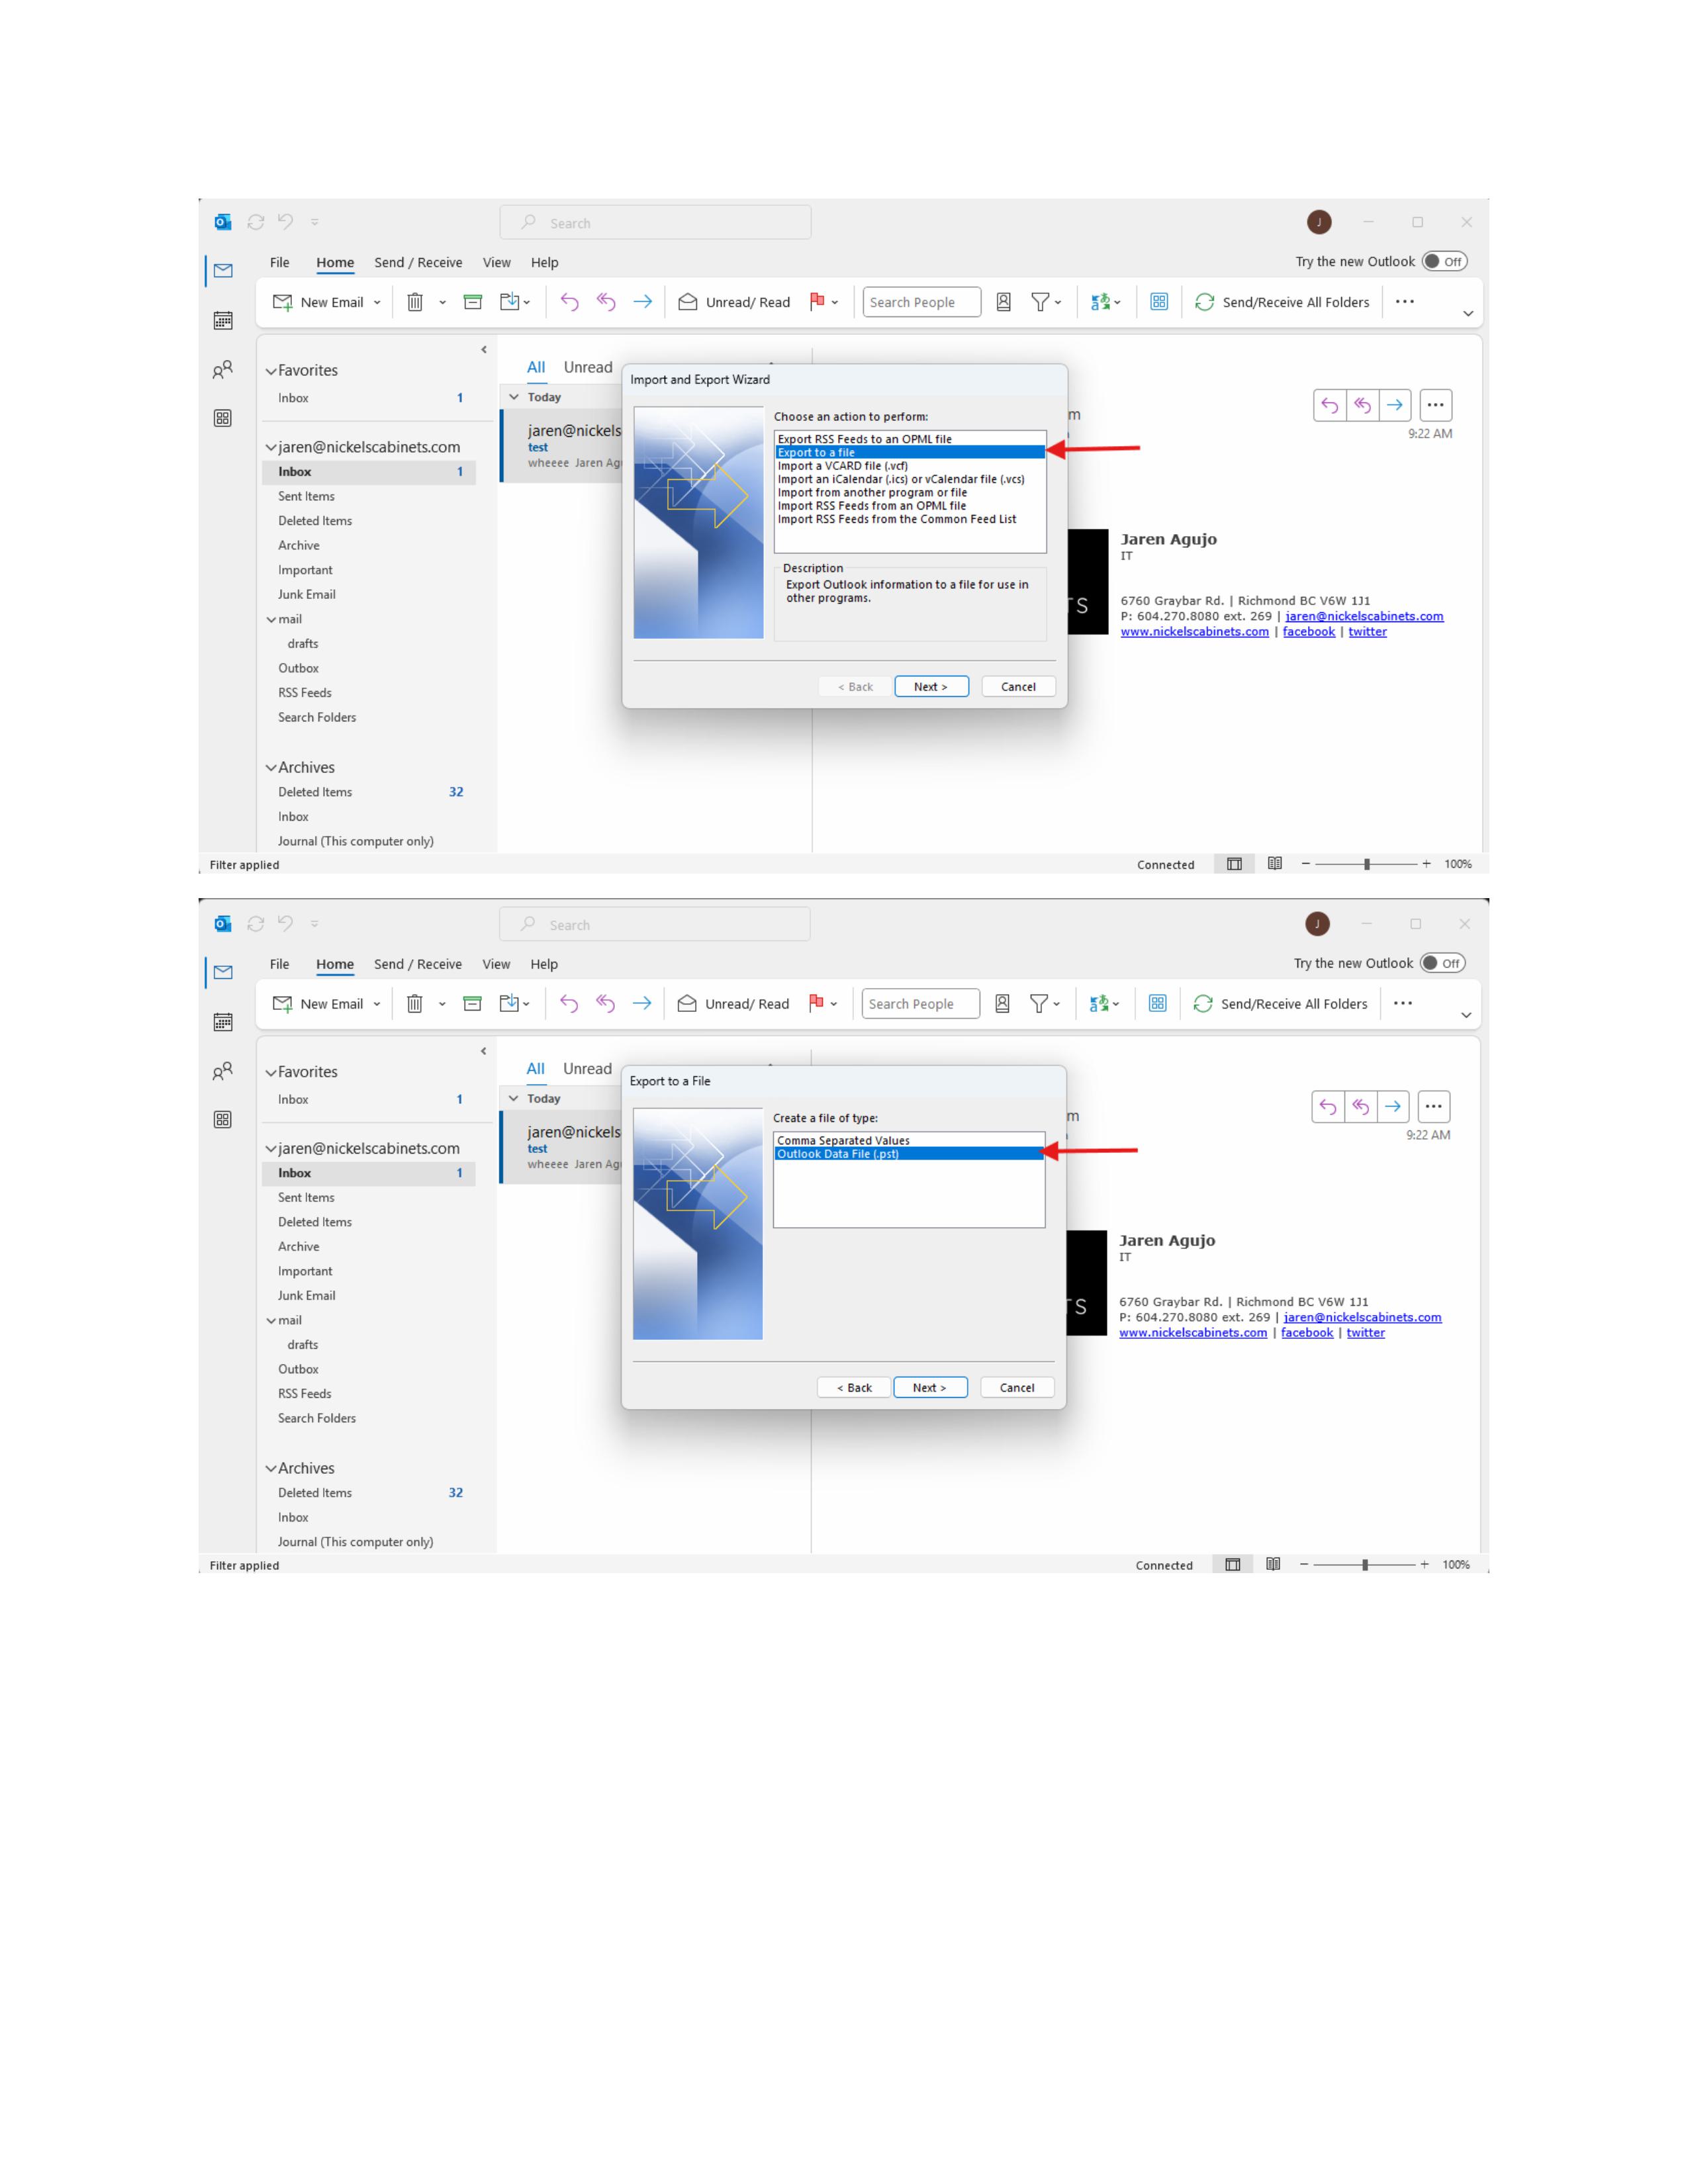 Search
J
File Home Send / Receive View Help
Try the new Outlook Off
New Email Unread/ Read Search People Send/Receive All Folders
Favorites
Inbox 1
jaren@nickelscabinets.com
Inbox 1
Sent Items
Deleted Items
Archive
Important
Junk Email
mail
drafts
Outbox
RSS Feeds
Search Folders
Archives
Deleted Items 32
Inbox
Journal (This computer only)
All Unread
Today
jaren@nickels
test
wheeee Jaren Ag
Import and Export Wizard
Choose an action to perform:
Export RSS Feeds to an OPML file
Export to a file
Import a VCARD file (.vcf)
Import an iCalendar (.ics) or vCalendar file (.vcs)
Import from another program or file
Import RSS Feeds from an OPML file
Import RSS Feeds from the Common Feed List
Description
Export Outlook information to a file for use in
other programs.
< Back Next > Cancel
m
9:22 AM
TS
Jaren Agujo
IT
6760 Graybar Rd. | Richmond BC V6W 1J1
P: 604.270.8080 ext. 269 | jaren@nickelscabinets.com
www.nickelscabinets.com | facebook | twitter
Filter applied
Connected
100%
Search
J
File Home Send / Receive View Help
Try the new Outlook Off
New Email Unread/ Read Search People Send/Receive All Folders
Favorites
Inbox 1
jaren@nickelscabinets.com
Inbox 1
Sent Items
Deleted Items
Archive
Important
Junk Email
mail
drafts
Outbox
RSS Feeds
Search Folders
Archives
Deleted Items 32
Inbox
Journal (This computer only)
All Unread
Today
jaren@nickels
test
wheeee Jaren Ag
Export to a File
Create a file of type:
Comma Separated Values
Outlook Data File (.pst)
< Back Next > Cancel
m
9:22 AM
TS
Jaren Agujo
IT
6760 Graybar Rd. | Richmond BC V6W 1J1
P: 604.270.8080 ext. 269 | jaren@nickelscabinets.com
www.nickelscabinets.com | facebook | twitter
Filter applied
Connected
100%